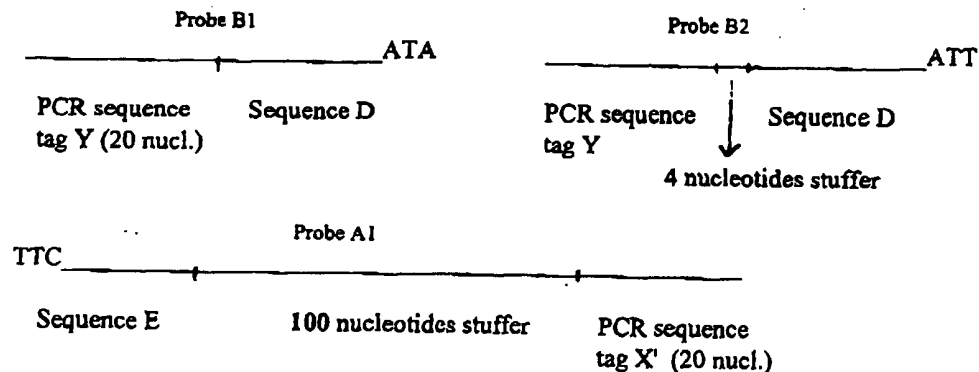 Probe B1
Probe B2
ATA
ATT
PCR sequence
tag Y (20 nucl.)
Sequence D
PCR sequence
tag Y
Sequence D
4 nucleotides stuffer
Probe A1
TTC
Sequence E
100 nucleotides stuffer
PCR sequence
tag X' (20 nucl.)